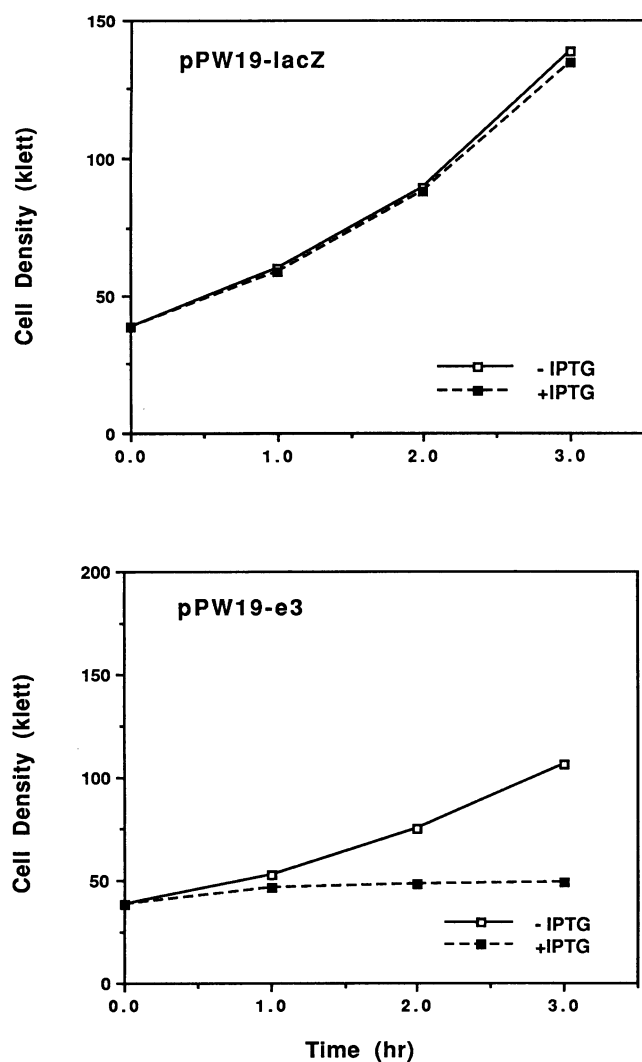 150
pPW19-lacZ
100
Cell Density (klett)
50
- IPTG
+IPTG
0
0.0 1.0 2.0 3.0
200
pPW19-e3
150
Cell Density (klett)
100
50
- IPTG
+IPTG
0
0.0 1.0 2.0 3.0
Time (hr)